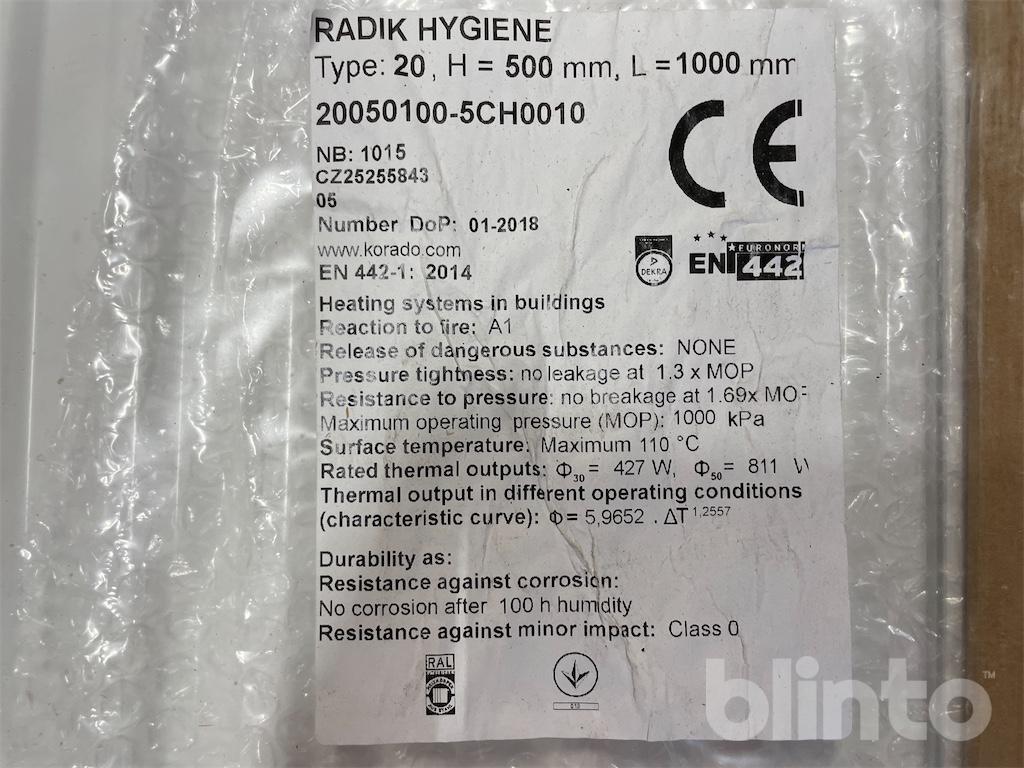 RADIK HYGIENE
Type: 20, H = 500 mm, L = 1000 mm
20050100-5CH0010
CE
NB: 1015
CZ25255843
05
Number DoP: 01-2018
www.korado.com
EN 442-1: 2014
DEKRA
EN EURONORM 442
Heating systems in buildings
Reaction to fire: A1
Release of dangerous substances: NONE
Pressure tightness: no leakage at 1.3 x MOP
Resistance to pressure: no breakage at 1.69x MOP
Maximum operating pressure (MOP): 1000 kPa
Surface temperature: Maximum 110 °C
Rated thermal outputs: Φ30 = 427 W, Φ50 = 811 W
Thermal output in different operating conditions
(characteristic curve): Φ = 5,9652 . ΔT 1,2557
Durability as:
Resistance against corrosion:
No corrosion after 100 h humidity
Resistance against minor impact: Class 0
RAL
blinto™